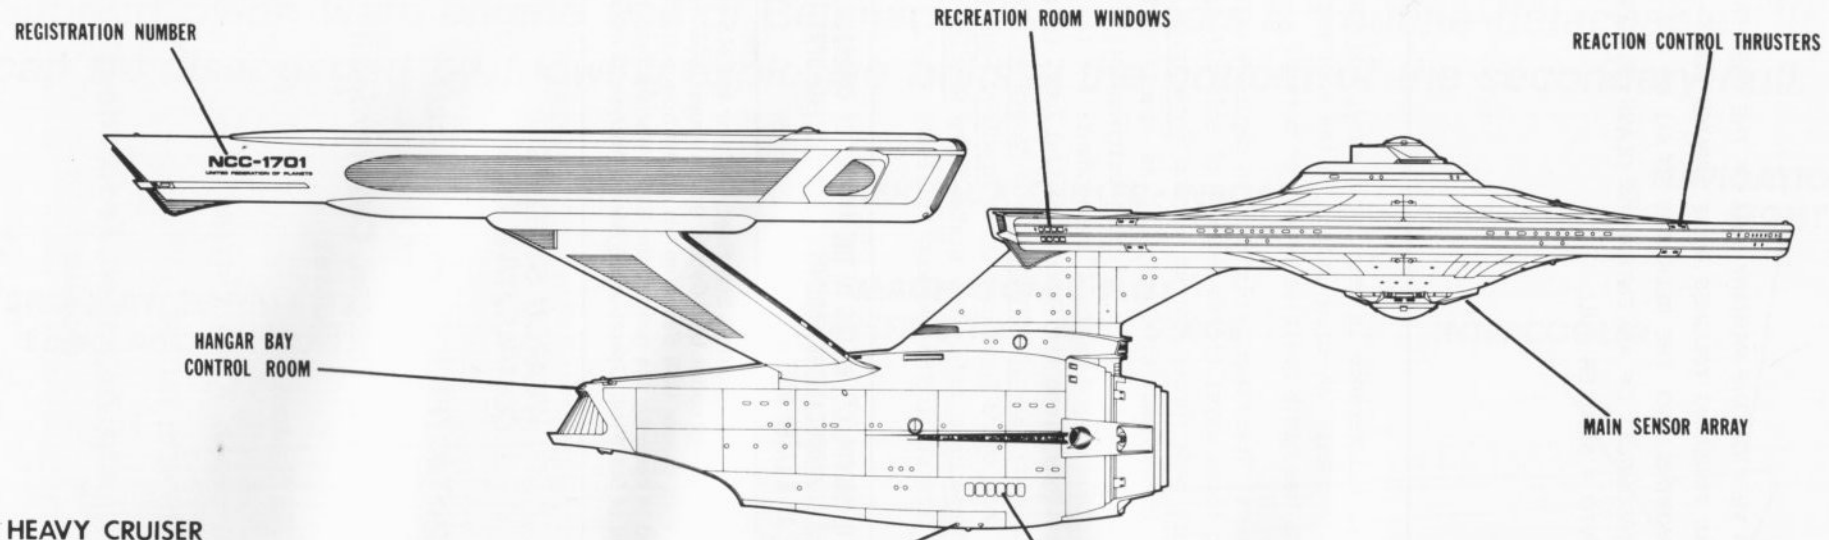 RECREATION ROOM WINDOWS
REGISTRATION NUMBER
REACTION CONTROL THRUSTERS
NCC-1701
UNITED FEDERATION OF PLANETS
HANGAR BAY
CONTROL ROOM
MAIN SENSOR ARRAY
HEAVY CRUISER